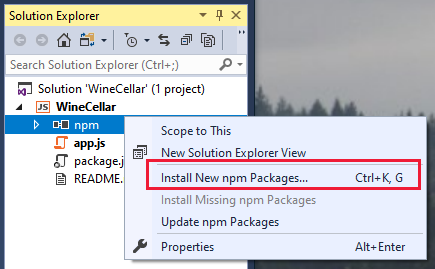 Solution Explorer
Search Solution Explorer (Ctrl+;)
Solution 'WineCellar' (1 project)
JS WineCellar
npm
app.js
package.j
README.
Scope to This
New Solution Explorer View
Install New npm Packages... Ctrl+K, G
Install Missing npm Packages
Update npm Packages
Properties Alt+Enter